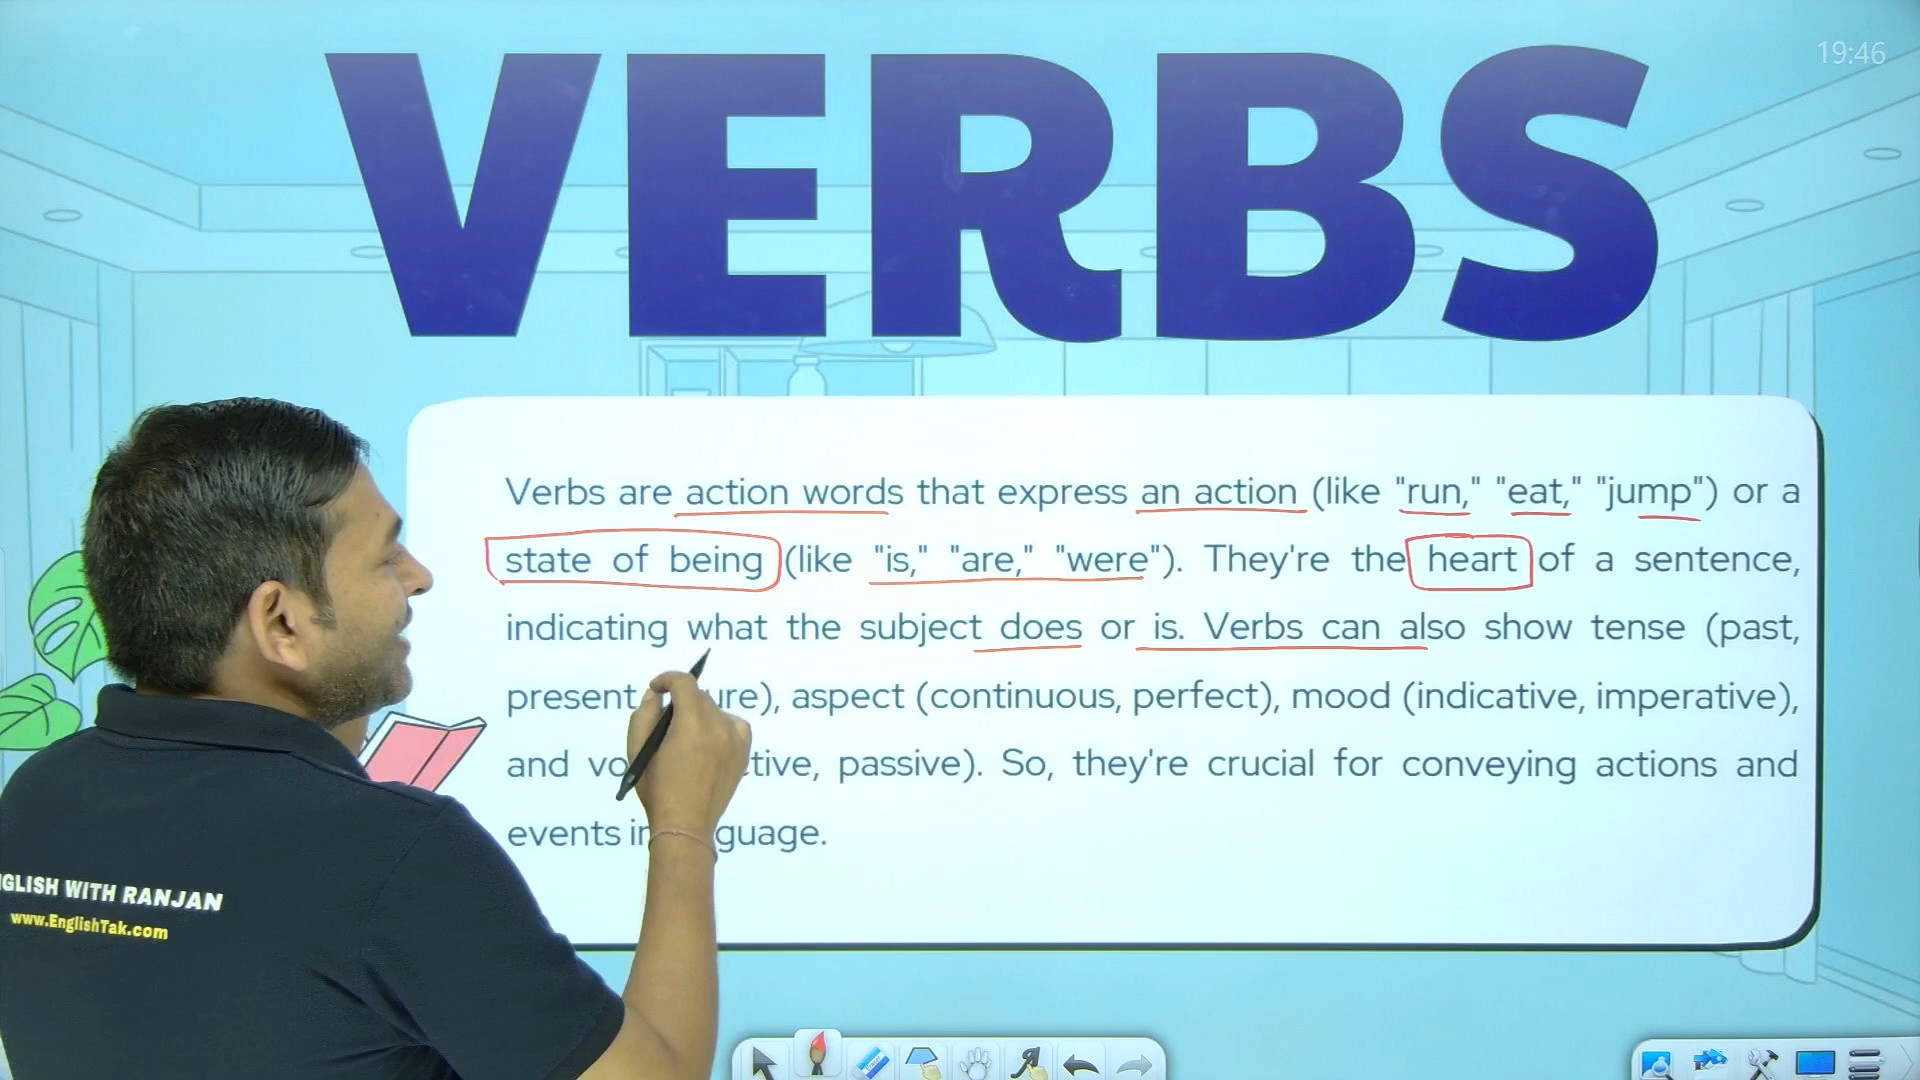 VERBS
19:46
Verbs are action words that express an action (like "run," "eat," "jump") or a
state of being (like "is," "are," "were"). They're the heart of a sentence,
indicating what the subject does or is. Verbs can also show tense (past,
present ure), aspect (continuous, perfect), mood (indicative, imperative),
and vo tive, passive). So, they're crucial for conveying actions and
events in guage.
NGLISH WITH RANJAN
www.EnglishTak.com